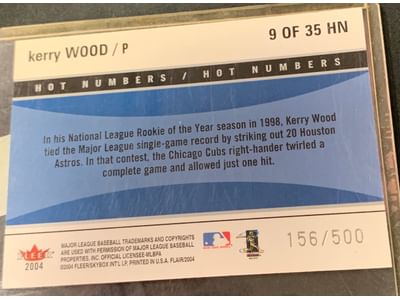 kerry WOOD / P
9 OF 35 HN
HOT NUMBERS / HOT NUMBERS
In his National League Rookie of the Year season in 1998, Kerry Wood
tied the Major League single-game record by striking out 20 Houston
Astros. In that contest, the Chicago Cubs right-hander twirled a
complete game and allowed just one hit.
FLEER
2004
MAJOR LEAGUE BASEBALL TRADEMARKS AND COPYRIGHTS
ARE USED WITH PERMISSION OF MAJOR LEAGUE BASEBALL
PROPERTIES, INC. OFFICIAL LICENSEE-MLBPA
©2004 FLEER/SKYBOX INT'L LP. PRINTED IN U.S.A. FLAIR/2004
156/500